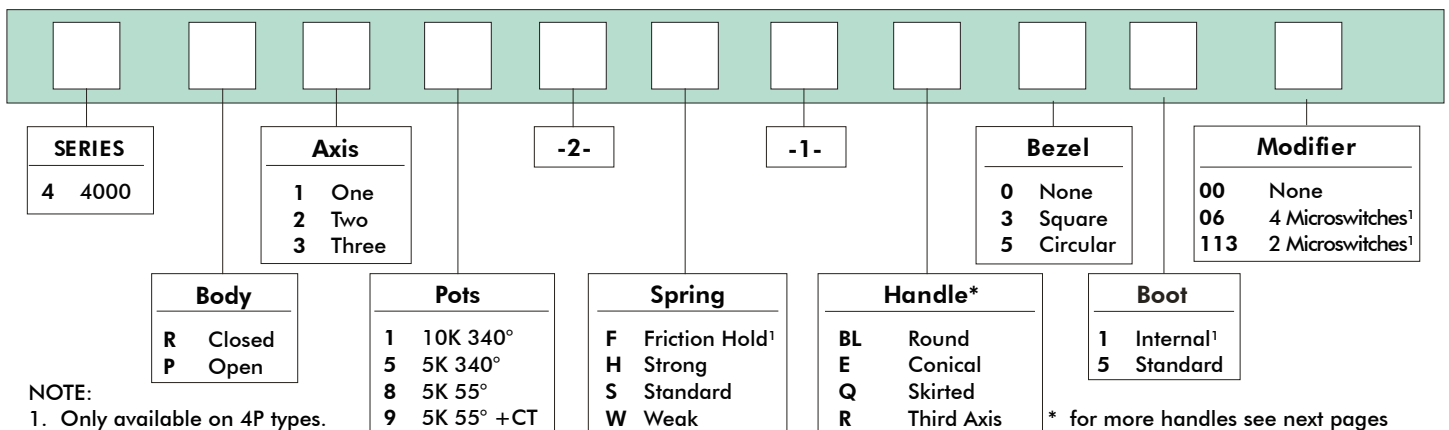 SERIES
4 4000
Axis
1 One
2 Two
3 Three
-2-
-1-
Bezel
0 None
3 Square
5 Circular
Modifier
00 None
06 4 Microswitches¹
113 2 Microswitches¹
Body
R Closed
P Open
Pots
1 10K 340°
5 5K 340°
8 5K 55°
9 5K 55° +CT
Spring
F Friction Hold¹
H Strong
S Standard
W Weak
Handle*
BL Round
E Conical
Q Skirted
R Third Axis
Boot
1 Internal¹
5 Standard
NOTE:
1. Only available on 4P types.
* for more handles see next pages